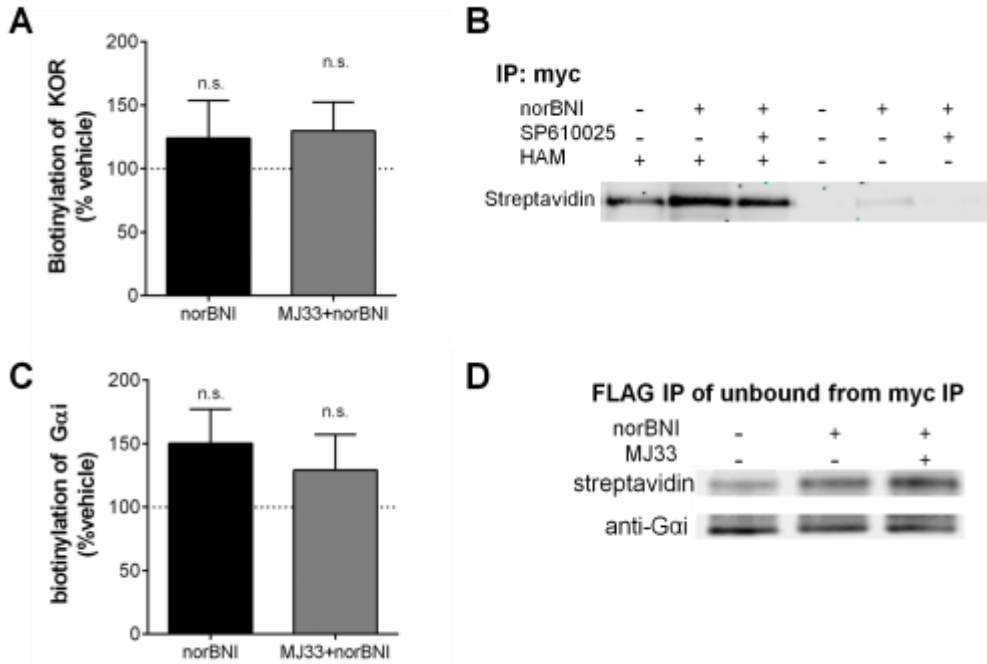 A
Biotinylation of KOR
(% vehicle)
200
150
100
50
0
n.s.
n.s.
norBNI
MJ33+norBNI
B
IP: myc
norBNI - + + - + +
SP610025 - - + - - +
HAM + + + - - -
Streptavidin
C
biotinylation of Gαi
(%vehicle)
200
150
100
50
0
n.s.
n.s.
norBNI
MJ33+norBNI
D
FLAG IP of unbound from myc IP
norBNI - + +
MJ33 - - +
streptavidin
anti-Gαi